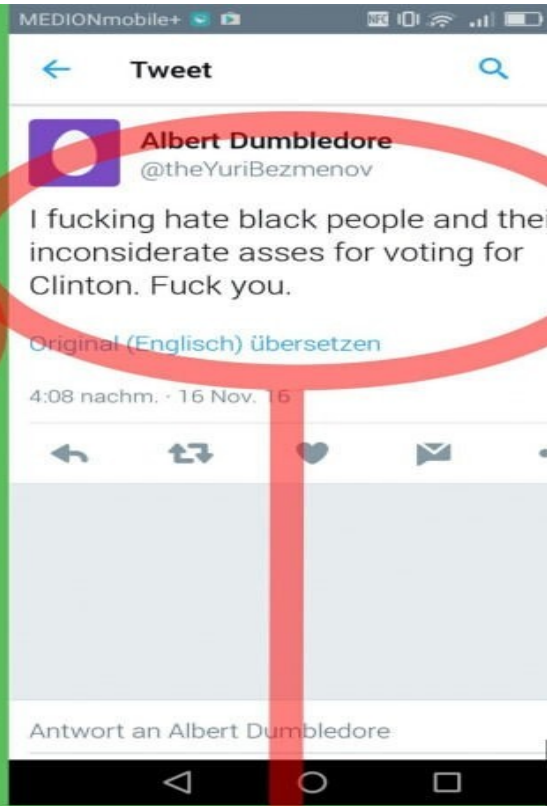 MEDIONmobile+
Tweet
Albert Dumbledore
@theYuriBezmenov
I fucking hate black people and thei
inconsiderate asses for voting for
Clinton. Fuck you.
Original (Englisch) übersetzen
4:08 nachm. · 16 Nov. 16
Antwort an Albert Dumbledore